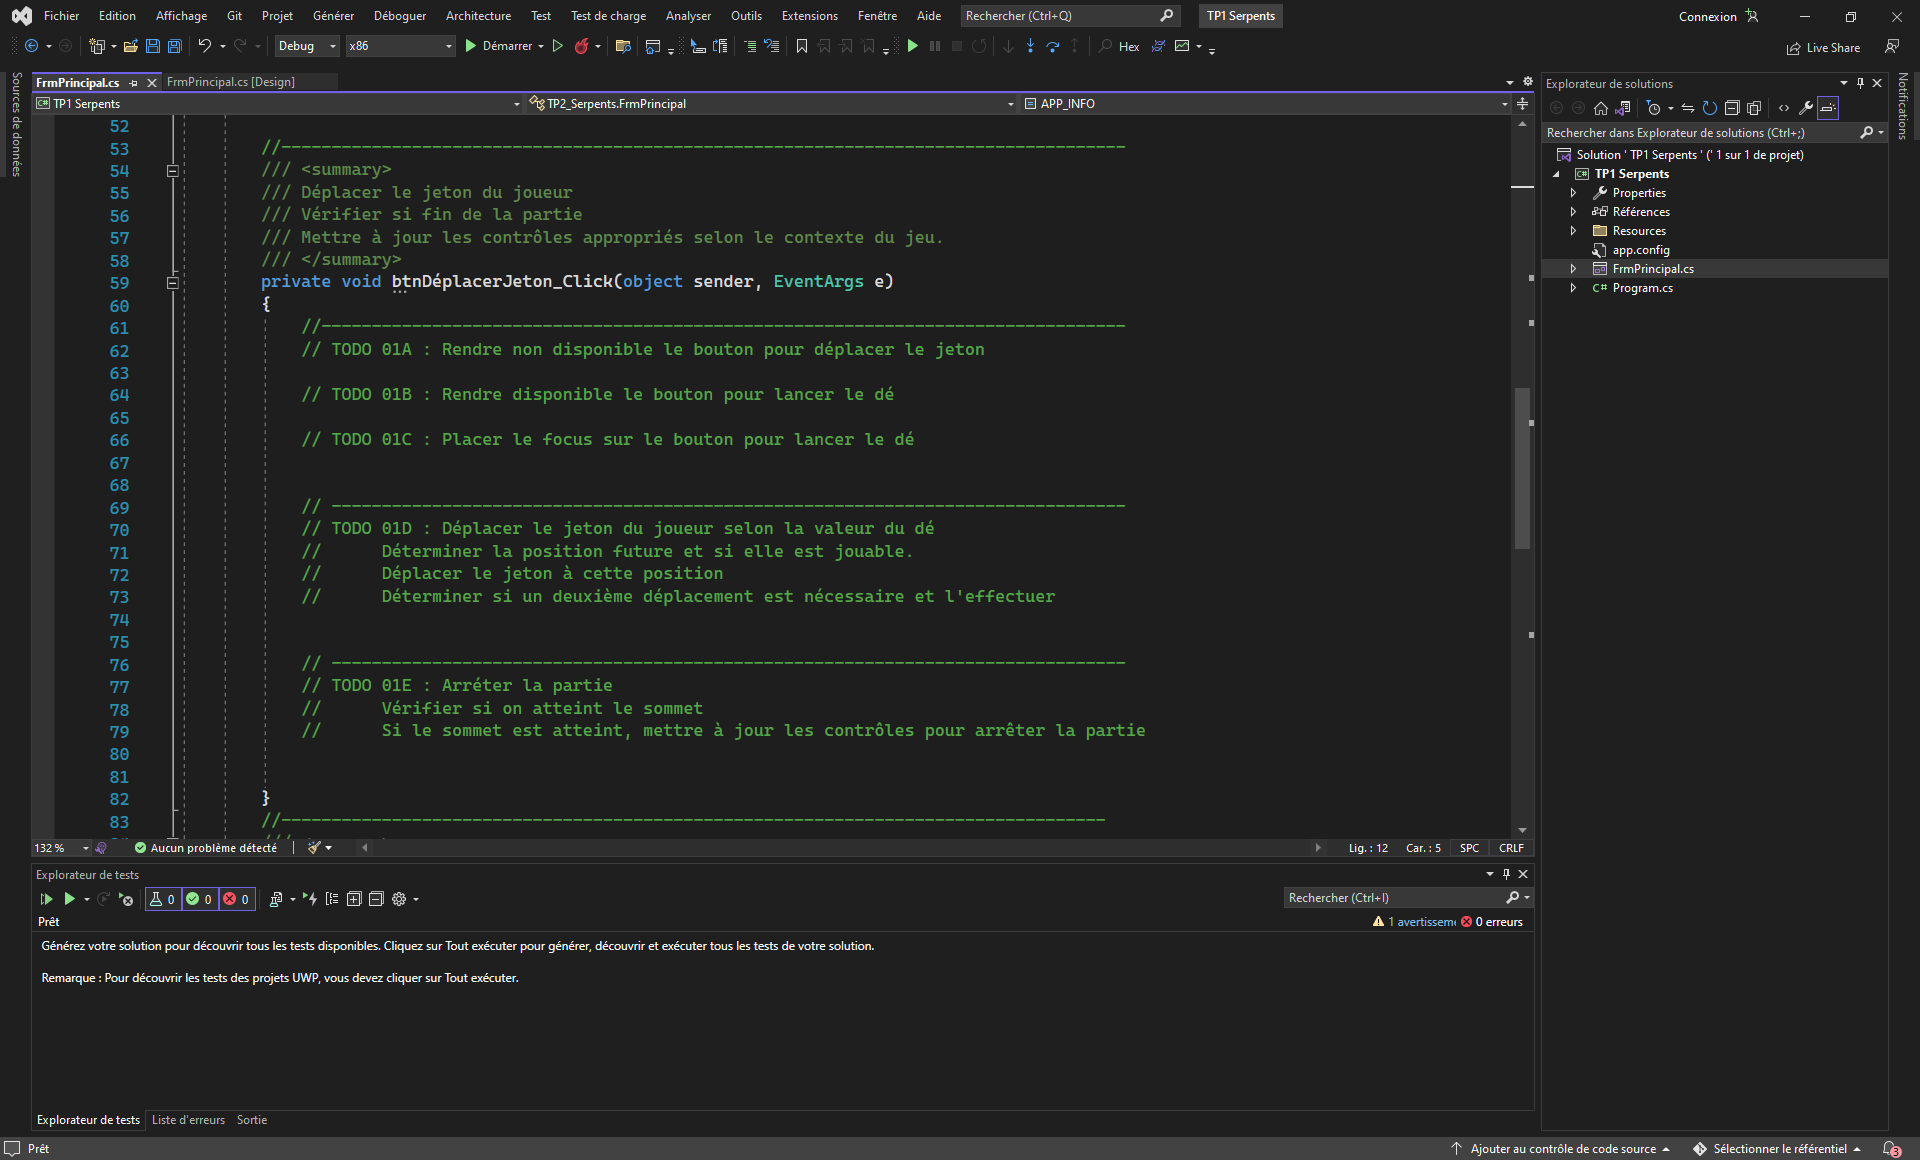 Fichier Edition Affichage Git Projet Générer Déboguer Architecture Test Test de charge Analyser Outils Extensions Fenêtre Aide Rechercher (Ctrl+Q) TP1 Serpents Connexion
Debug x86 Démarrer Hex Live Share
Sources de données
FrmPrincipal.cs FrmPrincipal.cs [Design]
C# TP1 Serpents TP2_Serpents.FrmPrincipal APP_INFO
52
53 //------------------------------------------------------------------------------------
54 /// <summary>
55 /// Déplacer le jeton du joueur
56 /// Vérifier si fin de la partie
57 /// Mettre à jour les contrôles appropriés selon le contexte du jeu.
58 /// </summary>
59 private void btnDéplacerJeton_Click(object sender, EventArgs e)
60 {
61 //--------------------------------------------------------------------------------
62 // TODO 01A : Rendre non disponible le bouton pour déplacer le jeton
63
64 // TODO 01B : Rendre disponible le bouton pour lancer le dé
65
66 // TODO 01C : Placer le focus sur le bouton pour lancer le dé
67
68
69 // -------------------------------------------------------------------------------
70 // TODO 01D : Déplacer le jeton du joueur selon la valeur du dé
71 // Déterminer la position future et si elle est jouable.
72 // Déplacer le jeton à cette position
73 // Déterminer si un deuxième déplacement est nécessaire et l'effectuer
74
75
76 // -------------------------------------------------------------------------------
77 // TODO 01E : Arréter la partie
78 // Vérifier si on atteint le sommet
79 // Si le sommet est atteint, mettre à jour les contrôles pour arrêter la partie
80
81
82 }
83 //----------------------------------------------------------------------------------
132 % Aucun problème détecté Lig. : 12 Car. : 5 SPC CRLF
Explorateur de tests
0 0 0 Rechercher (Ctrl+I)
Prêt 1 avertisseme 0 erreurs
Générez votre solution pour découvrir tous les tests disponibles. Cliquez sur Tout exécuter pour générer, découvrir et exécuter tous les tests de votre solution.
Remarque : Pour découvrir les tests des projets UWP, vous devez cliquer sur Tout exécuter.
Explorateur de tests Liste d'erreurs Sortie
Explorateur de solutions
Rechercher dans Explorateur de solutions (Ctrl+;)
Solution ' TP1 Serpents ' (' 1 sur 1 de projet)
C# TP1 Serpents
Properties
Références
Resources
app.config
FrmPrincipal.cs
C# Program.cs
Notifications
Prêt Ajouter au contrôle de code source Sélectionner le référentiel 3